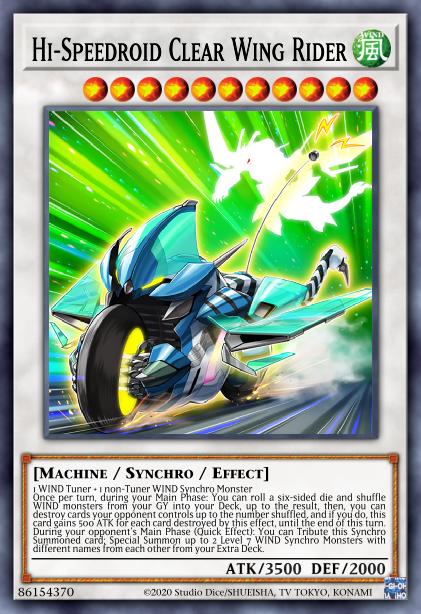 Hi-Speedroid Clear Wing Rider
WIND
風
[Machine / Synchro / Effect]
1 WIND Tuner + 1 non-Tuner WIND Synchro Monster
Once per turn, during your Main Phase: You can roll a six-sided die and shuffle
WIND monsters from your GY into your Deck, up to the result, then, you can
destroy cards your opponent controls up to the number shuffled, and if you do, this
card gains 500 ATK for each card destroyed by this effect, until the end of this turn.
During your opponent's Main Phase (Quick Effect): You can Tribute this Synchro
Summoned card; Special Summon up to 2 Level 7 WIND Synchro Monsters with
different names from each other from your Extra Deck.
ATK/3500 DEF/2000
86154370
©2020 Studio Dice/SHUEISHA, TV TOKYO, KONAMI